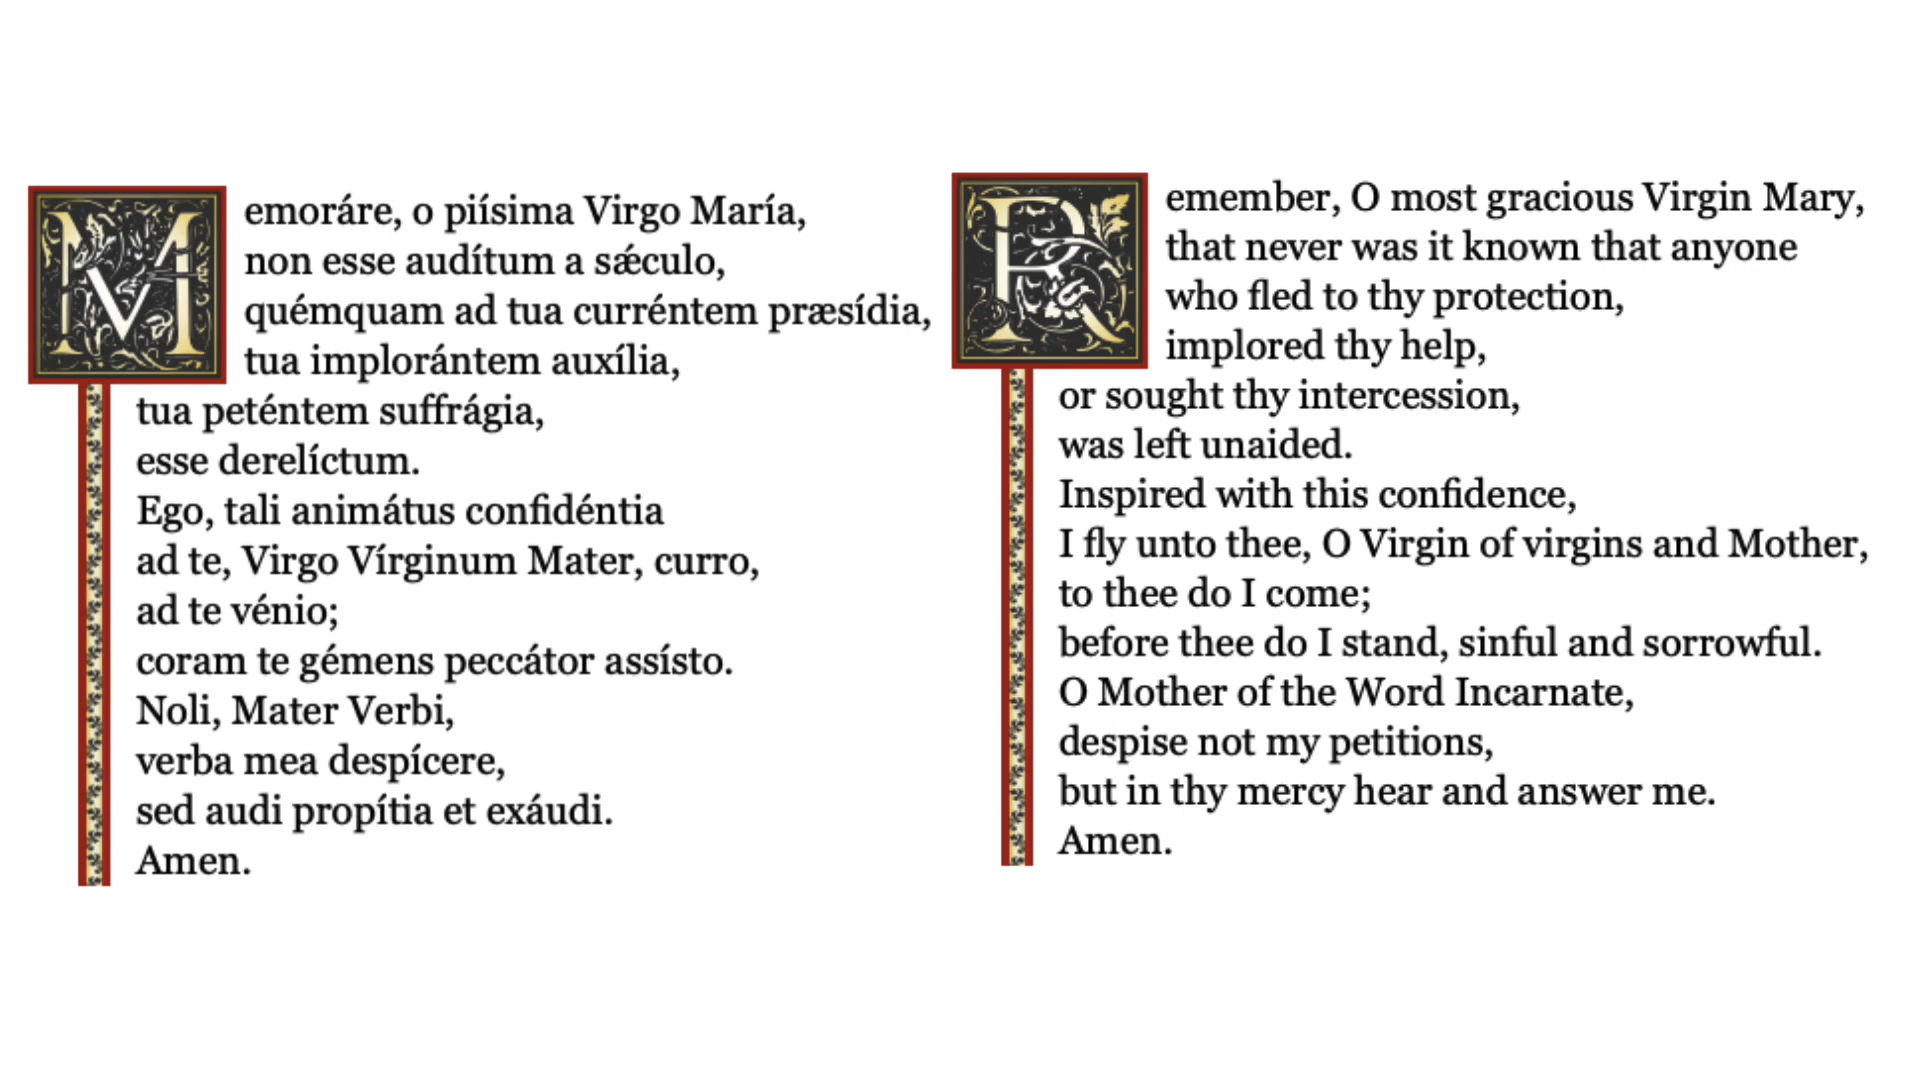 Memoráre, o piísima Virgo María,
non esse audítum a sǽculo,
quémquam ad tua curréntem præsídia,
tua implorántem auxília,
tua peténtem suffrágia,
esse derelíctum.
Ego, tali animátus confidéntia
ad te, Virgo Vírginum Mater, curro,
ad te vénio;
coram te gémens peccátor assísto.
Noli, Mater Verbi,
verba mea despícere,
sed audi propítia et exáudi.
Amen.
Remember, O most gracious Virgin Mary,
that never was it known that anyone
who fled to thy protection,
implored thy help,
or sought thy intercession,
was left unaided.
Inspired with this confidence,
I fly unto thee, O Virgin of virgins and Mother,
to thee do I come;
before thee do I stand, sinful and sorrowful.
O Mother of the Word Incarnate,
despise not my petitions,
but in thy mercy hear and answer me.
Amen.